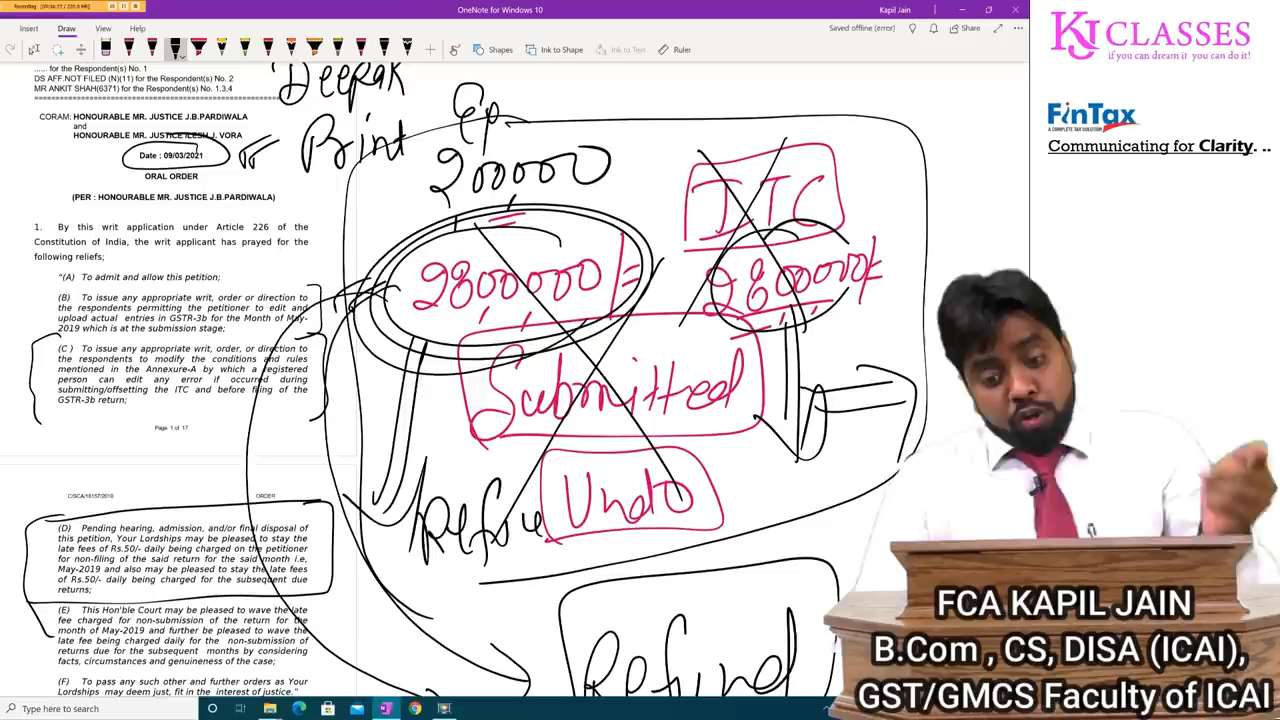 Recording
OneNote for Windows 10
Kapil Jain
Insert Draw View Help
Saved offline (error)
Share
Shapes
Ink to Shape
Ink to Text
Ruler
...... for the Respondent(s) No. 1
DS AFF.NOT FILED (N)(11) for the Respondent(s) No. 2
MR ANKIT SHAH(6371) for the Respondent(s) No. 1,3,4
CORAM: HONOURABLE MR. JUSTICE J.B.PARDIWALA
and
HONOURABLE MR. JUSTICE ILESH J. VORA
Date : 09/03/2021
ORAL ORDER
(PER : HONOURABLE MR. JUSTICE J.B.PARDIWALA)
1. By this writ application under Article 226 of the
Constitution of India, the writ applicant has prayed for the
following reliefs;
"(A) To admit and allow this petition;
(B) To issue any appropriate writ, order or direction to
the respondents permitting the petitioner to edit and
upload actual entries in GSTR-3b for the Month of May-
2019 which is at the submission stage;
(C ) To issue any appropriate writ, order, or direction to
the respondents to modify the conditions and rules
mentioned in the Annexure-A by which a registered
person can edit any error if occurred during
submitting/offsetting the ITC and before filing of the
GSTR-3b return;
Page 1 of 17
C/SCA/18157/2019 ORDER
(D) Pending hearing, admission, and/or final disposal of
this petition, Your Lordships may be pleased to stay the
late fees of Rs.50/- daily being charged on the petitioner
for non-filing of the said return for the said month i.e,
May-2019 and also may be pleased to stay the late fees
of Rs.50/- daily being charged for the subsequent due
returns;
(E) This Hon'ble Court may be pleased to wave the late
fee charged for non-submission of the return for the
month of May-2019 and further be pleased to wave the
late fee being charged daily for the non-submission of
returns due for the subsequent months by considering
facts, circumstances and genuineness of the case;
(F) To pass any such other and further orders as Your
Lordships may deem just, fit in the interest of justice."
Deepak
Print
200000
ITC
2800000/=
2800000/=
Submitted
Undo
Refund
KJ CLASSES
if you can dream it you can do it!
FinTax
A COMPLETE TAX SOLUTION
Communicating for Clarity. ..
FCA KAPIL JAIN
B.Com , CS, DISA (ICAI),
GST/GMCS Faculty of ICAI
Type here to search